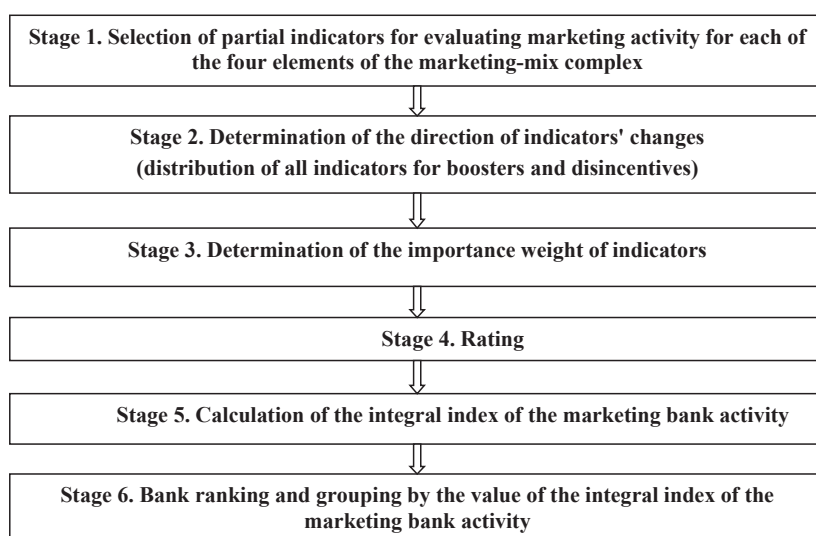 Stage 1. Selection of partial indicators for evaluating marketing activity for each of
the four elements of the marketing-mix complex
Stage 2. Determination of the direction of indicators' changes
(distribution of all indicators for boosters and disincentives)
Stage 3. Determination of the importance weight of indicators
Stage 4. Rating
Stage 5. Calculation of the integral index of the marketing bank activity
Stage 6. Bank ranking and grouping by the value of the integral index of the
marketing bank activity